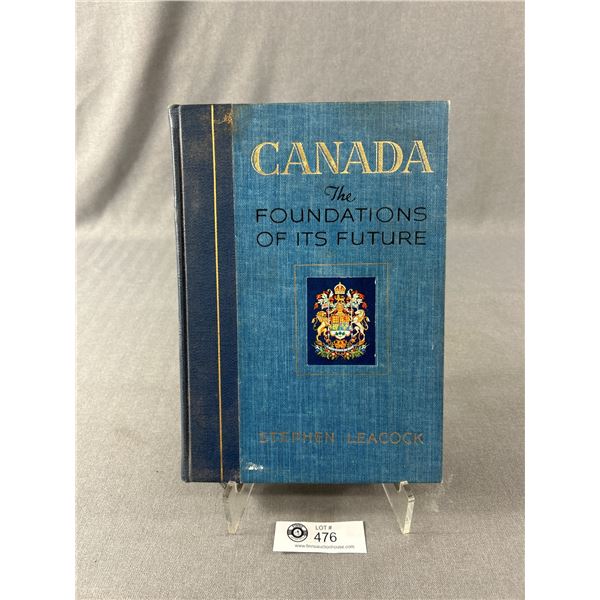 CANADA
The
FOUNDATIONS
OF ITS FUTURE
STEPHEN LEACOCK
LOT #
476